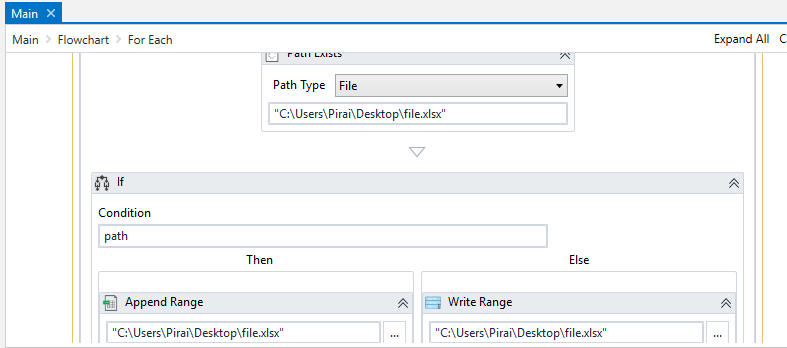 Main ✕
Main > Flowchart > For Each
Expand All C
Path Exists
Path Type File
"C:\Users\Pirai\Desktop\file.xlsx"
If
Condition
path
Then Else
Append Range Write Range
"C:\Users\Pirai\Desktop\file.xlsx" ... "C:\Users\Pirai\Desktop\file.xlsx" ...